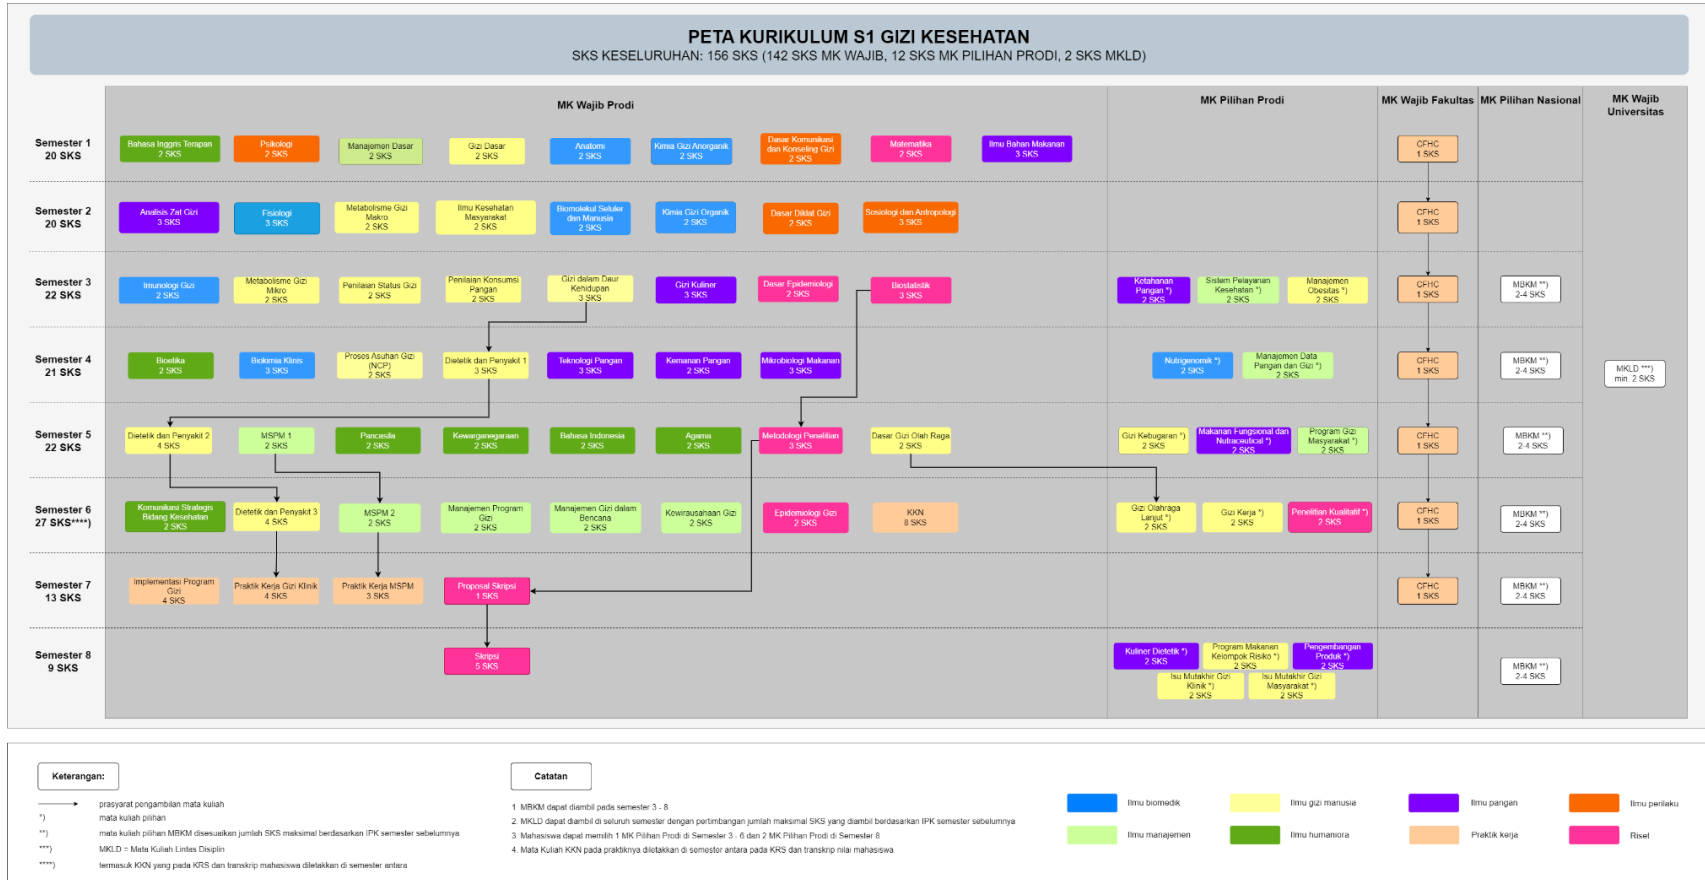 PETA KURIKULUM S1 GIZI KESEHATAN
SKS KESELURUHAN: 156 SKS (142 SKS MK WAJIB, 12 SKS MK PILIHAN PRODI, 2 SKS MKLD)
MK Wajib Prodi
MK Pilihan Prodi
MK Wajib Fakultas
MK Pilihan Nasional
MK Wajib
Universitas
Semester 1
20 SKS
Bahasa Inggris Terapan
2 SKS
Psikologi
2 SKS
Manajemen Dasar
2 SKS
Gizi Dasar
2 SKS
Anatomi
2 SKS
Kimia Gizi Anorganik
2 SKS
Dasar Komunikasi
dan Konseling Gizi
2 SKS
Matematika
2 SKS
Ilmu Bahan Makanan
3 SKS
CFHC
1 SKS
Semester 2
20 SKS
Analisis Zat Gizi
3 SKS
Fisiologi
3 SKS
Metabolisme Gizi
Makro
2 SKS
Ilmu Kesehatan
Masyarakat
2 SKS
Biomolekul Seluler
dan Manusia
2 SKS
Kimia Gizi Organik
2 SKS
Dasar Diklat Gizi
2 SKS
Sosiologi dan Antropologi
3 SKS
CFHC
1 SKS
Semester 3
22 SKS
Imunologi Gizi
2 SKS
Metabolisme Gizi
Mikro
2 SKS
Penilaian Status Gizi
2 SKS
Penilaian Konsumsi
Pangan
2 SKS
Gizi dalam Daur
Kehidupan
3 SKS
Gizi Kuliner
3 SKS
Dasar Epidemiologi
2 SKS
Biostatistik
3 SKS
Ketahanan
Pangan *)
2 SKS
Sistem Pelayanan
Kesehatan *)
2 SKS
Manajemen
Obesitas *)
2 SKS
CFHC
1 SKS
MBKM **)
2-4 SKS
Semester 4
21 SKS
Bioetika
2 SKS
Biokimia Klinis
3 SKS
Proses Asuhan Gizi
(NCP)
2 SKS
Dietetik dan Penyakit 1
3 SKS
Teknologi Pangan
3 SKS
Kemanan Pangan
2 SKS
Mikrobiologi Makanan
3 SKS
Nutrigenomik *)
2 SKS
Manajemen Data
Pangan dan Gizi *)
2 SKS
CFHC
1 SKS
MBKM **)
2-4 SKS
MKLD ***)
min. 2 SKS
Semester 5
22 SKS
Dietetik dan Penyakit 2
4 SKS
MSPM 1
2 SKS
Pancasila
2 SKS
Kewarganegaraan
2 SKS
Bahasa Indonesia
2 SKS
Agama
2 SKS
Metodologi Penelitian
3 SKS
Dasar Gizi Olah Raga
2 SKS
Gizi Kebugaran *)
2 SKS
Makanan Fungsional dan
Nutraceutical *)
2 SKS
Program Gizi
Masyarakat *)
2 SKS
CFHC
1 SKS
MBKM **)
2-4 SKS
Semester 6
27 SKS****)
Komunikasi Strategis
Bidang Kesehatan
2 SKS
Dietetik dan Penyakit 3
4 SKS
MSPM 2
2 SKS
Manajemen Program
Gizi
2 SKS
Manajemen Gizi dalam
Bencana
2 SKS
Kewirausahaan Gizi
2 SKS
Epidemiologi Gizi
2 SKS
KKN
8 SKS
Gizi Olahraga
Lanjut *)
2 SKS
Gizi Kerja *)
2 SKS
Penelitian Kualitatif *)
2 SKS
CFHC
1 SKS
MBKM **)
2-4 SKS
Semester 7
13 SKS
Implementasi Program
Gizi
4 SKS
Praktik Kerja Gizi Klinik
4 SKS
Praktik Kerja MSPM
3 SKS
Proposal Skripsi
1 SKS
CFHC
1 SKS
MBKM **)
2-4 SKS
Semester 8
9 SKS
Skripsi
5 SKS
Kuliner Dietetik *)
2 SKS
Program Makanan
Kelompok Risiko *)
2 SKS
Pengembangan
Produk *)
2 SKS
Isu Mutakhir Gizi
Klinik *)
2 SKS
Isu Mutakhir Gizi
Masyarakat *)
2 SKS
MBKM **)
2-4 SKS
Keterangan:
prasyarat pengambilan mata kuliah
*) mata kuliah pilihan
**) mata kuliah pilihan MBKM disesuaikan jumlah SKS maksimal berdasarkan IPK semester sebelumnya
***) MKLD = Mata Kuliah Lintas Disiplin
****) termasuk KKN yang pada KRS dan transkrip mahasiswa diletakkan di semester antara
Catatan
1. MBKM dapat diambil pada semester 3 - 8
2. MKLD dapat diambil di seluruh semester dengan pertimbangan jumlah maksimal SKS yang diambil berdasarkan IPK semester sebelumnya
3. Mahasiswa dapat memilih 1 MK Pilihan Prodi di Semester 3 - 6 dan 2 MK Pilihan Prodi di Semester 8
4. Mata Kuliah KKN pada praktiknya diletakkan di semester antara pada KRS dan transkrip nilai mahasiswa
Ilmu biomedik
Ilmu gizi manusia
Ilmu pangan
Ilmu perilaku
Ilmu manajemen
Ilmu humaniora
Praktik kerja
Riset